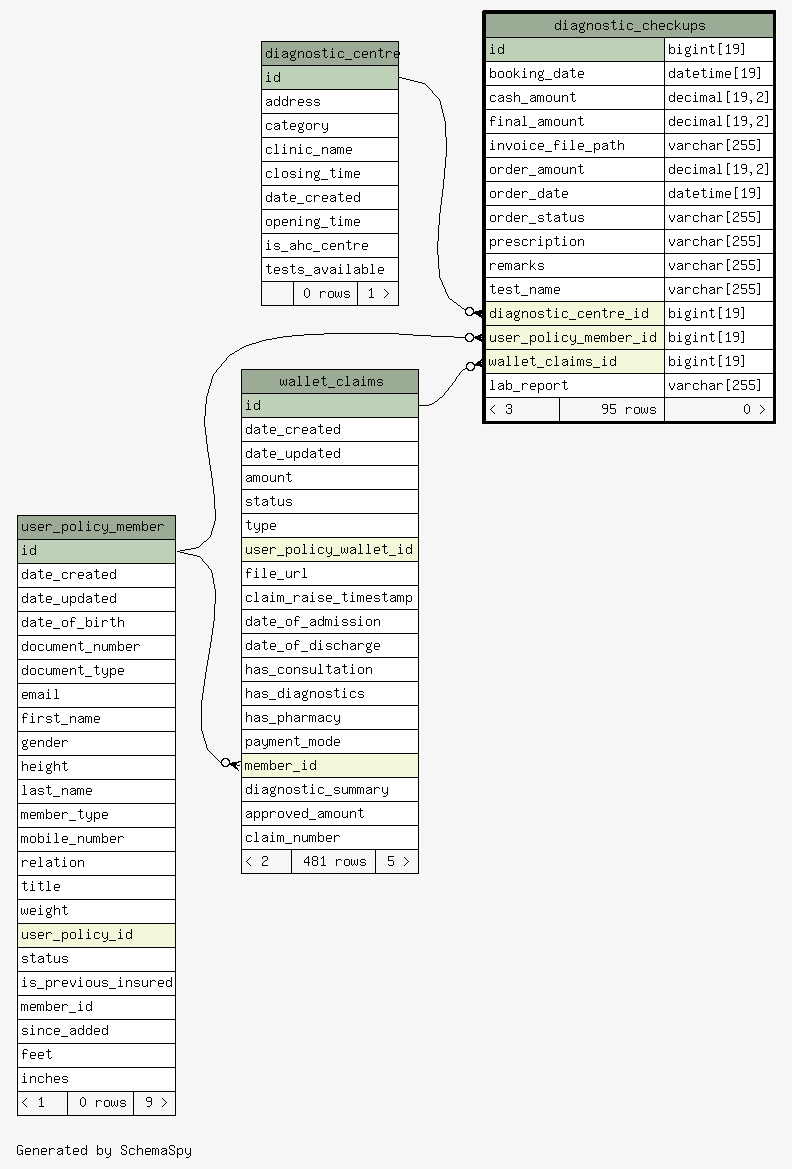 diagnostic_checkups
id bigint[19]
booking_date datetime[19]
cash_amount decimal[19,2]
final_amount decimal[19,2]
invoice_file_path varchar[255]
order_amount decimal[19,2]
order_date datetime[19]
order_status varchar[255]
prescription varchar[255]
remarks varchar[255]
test_name varchar[255]
diagnostic_centre_id bigint[19]
user_policy_member_id bigint[19]
wallet_claims_id bigint[19]
lab_report varchar[255]
< 3 95 rows 0 >
diagnostic_centre
id
address
category
clinic_name
closing_time
date_created
opening_time
is_ahc_centre
tests_available
0 rows 1 >
wallet_claims
id
date_created
date_updated
amount
status
type
user_policy_wallet_id
file_url
claim_raise_timestamp
date_of_admission
date_of_discharge
has_consultation
has_diagnostics
has_pharmacy
payment_mode
member_id
diagnostic_summary
approved_amount
claim_number
< 2 481 rows 5 >
user_policy_member
id
date_created
date_updated
date_of_birth
document_number
document_type
email
first_name
gender
height
last_name
member_type
mobile_number
relation
title
weight
user_policy_id
status
is_previous_insured
member_id
since_added
feet
inches
< 1 0 rows 9 >
Generated by SchemaSpy